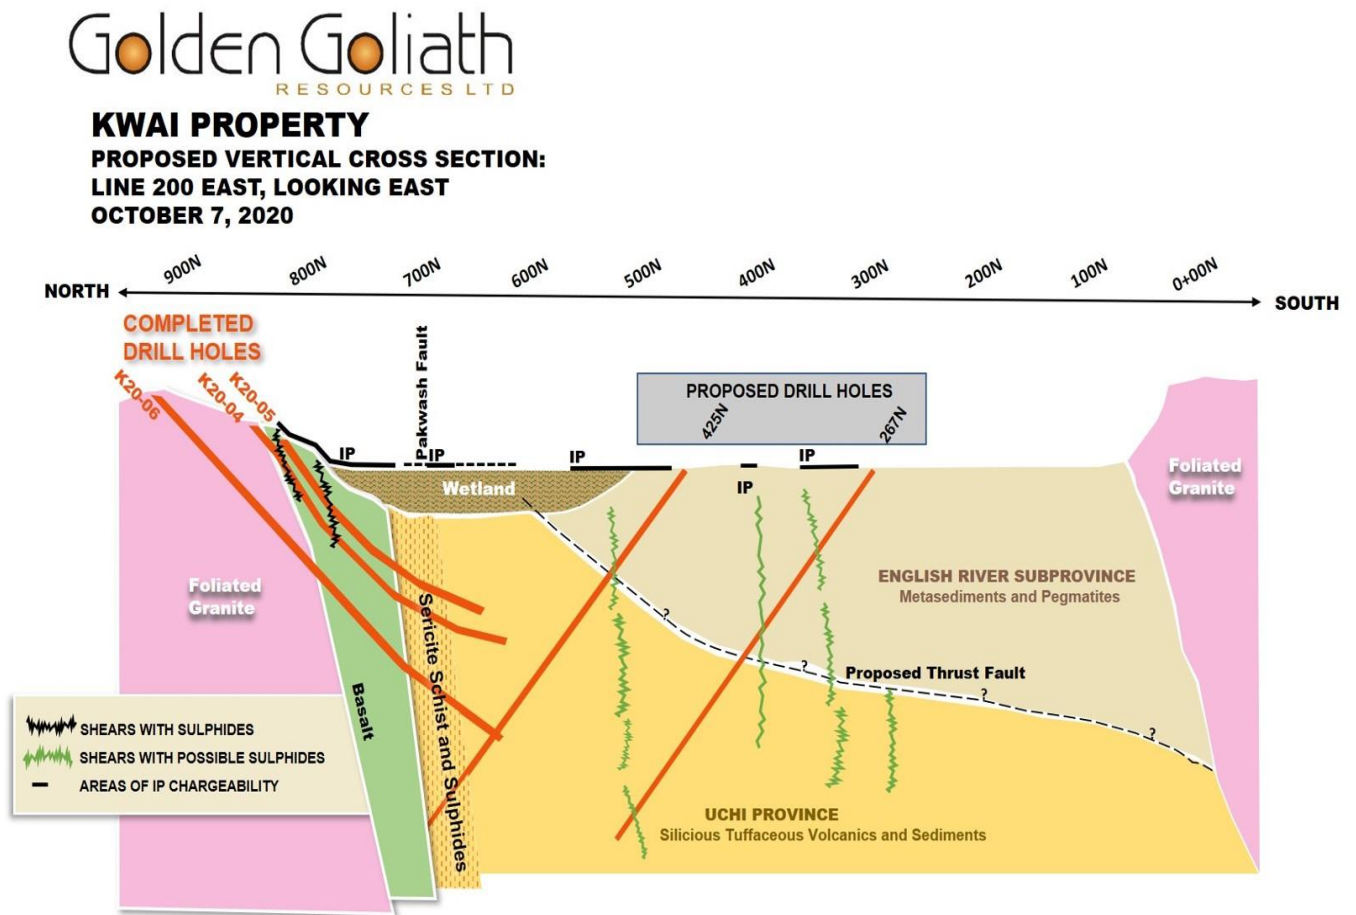 Golden Goliath
RESOURCES LTD
KWAI PROPERTY
PROPOSED VERTICAL CROSS SECTION:
LINE 200 EAST, LOOKING EAST
OCTOBER 7, 2020
900N
800N
700N
600N
500N
400N
300N
200N
100N
0+00N
NORTH
SOUTH
COMPLETED
DRILL HOLES
K20-06
K20-04
K20-05
Pakwash Fault
PROPOSED DRILL HOLES
425N
267N
IP
IP
IP
IP
IP
Wetland
Foliated
Granite
Foliated
Granite
ENGLISH RIVER SUBPROVINCE
Metasediments and Pegmatites
?
?
?
?
Proposed Thrust Fault
Basalt
Sericite Schist and Sulphides
SHEARS WITH SULPHIDES
SHEARS WITH POSSIBLE SULPHIDES
AREAS OF IP CHARGEABILITY
UCHI PROVINCE
Silicious Tuffaceous Volcanics and Sediments